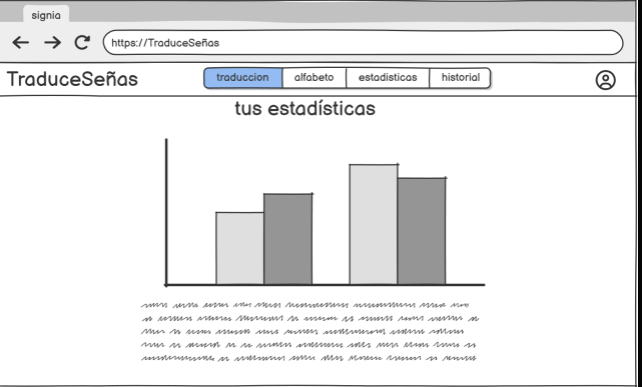 signia
https://TraduceSeñas
TraduceSeñas
traduccion alfabeto estadisticas historial
tus estadísticas